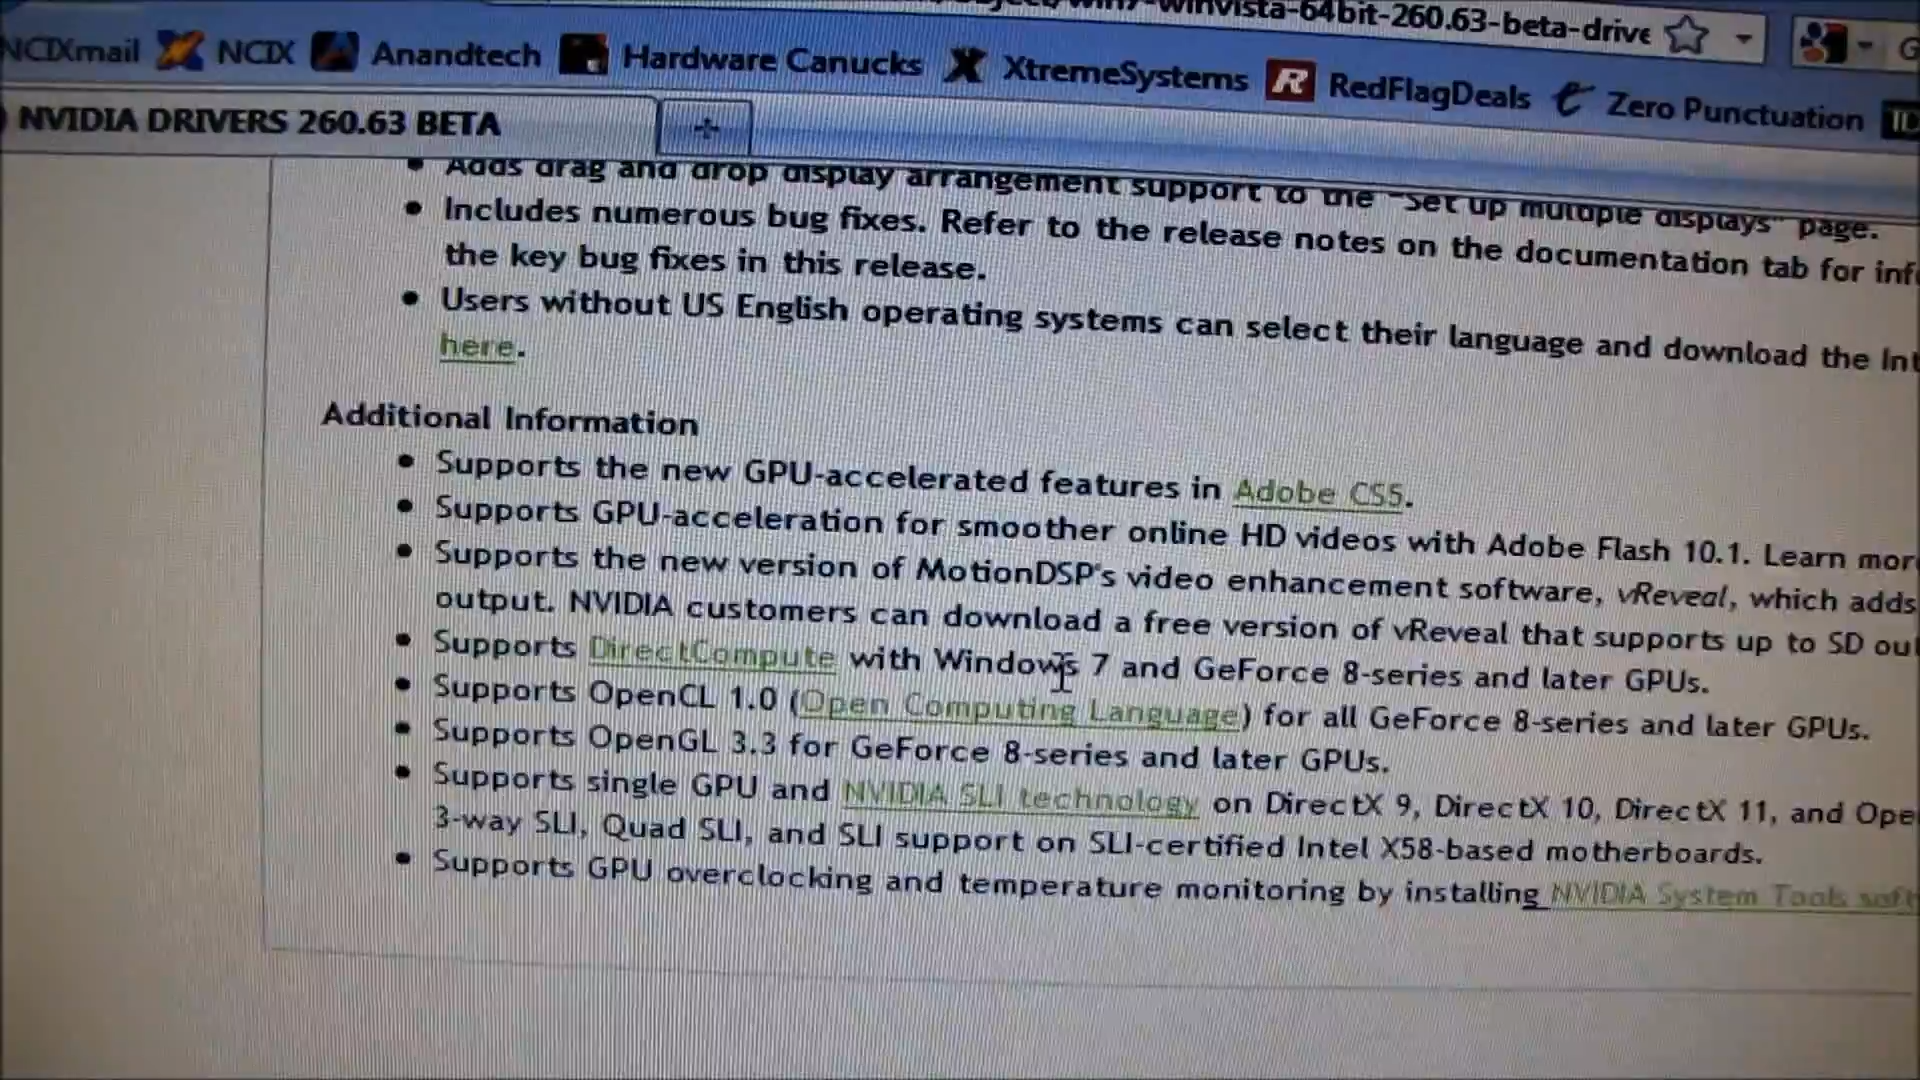 win7-winvista-64bit-260.63-beta-drive
NCIXmail NCIX Anandtech Hardware Canucks XtremeSystems RedFlagDeals Zero Punctuation
NVIDIA DRIVERS 260.63 BETA
Adds drag and drop display arrangement support to the "Set up multiple displays" page.
Includes numerous bug fixes. Refer to the release notes on the documentation tab for inf
the key bug fixes in this release.
Users without US English operating systems can select their language and download the Int
here.
Additional Information
Supports the new GPU-accelerated features in Adobe CS5.
Supports GPU-acceleration for smoother online HD videos with Adobe Flash 10.1. Learn mor
Supports the new version of MotionDSP's video enhancement software, vReveal, which adds
output. NVIDIA customers can download a free version of vReveal that supports up to SD out
Supports DirectCompute with Windows 7 and GeForce 8-series and later GPUs.
Supports OpenCL 1.0 (Open Computing Language) for all GeForce 8-series and later GPUs.
Supports OpenGL 3.3 for GeForce 8-series and later GPUs.
Supports single GPU and NVIDIA SLI technology on DirectX 9, DirectX 10, DirectX 11, and Ope
3-way SLI, Quad SLI, and SLI support on SLI-certified Intel X58-based motherboards.
Supports GPU overclocking and temperature monitoring by installing NVIDIA System Tools soft